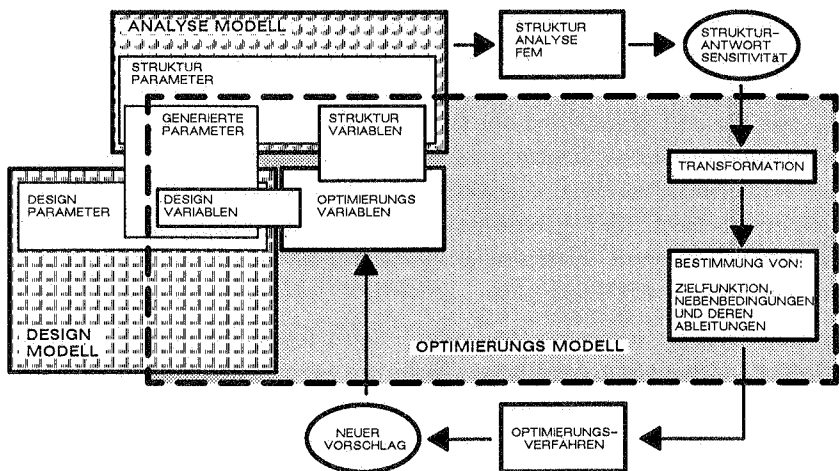 ANALYSE MODELL
STRUKTUR
PARAMETER
GENERIERTE
PARAMETER
STRUKTUR
VARIABLEN
DESIGN
PARAMETER
DESIGN
VARIABLEN
OPTIMIERUNGS
VARIABLEN
DESIGN
MODELL
STRUKTUR
ANALYSE
FEM
STRUKTUR-
ANTWORT
SENSITIVITäT
TRANSFORMATION
BESTIMMUNG VON:
ZIELFUNKTION,
NEBENBEDINGUNGEN
UND DEREN
ABLEITUNGEN
OPTIMIERUNGS MODELL
OPTIMIERUNGS-
VERFAHREN
NEUER
VORSCHLAG